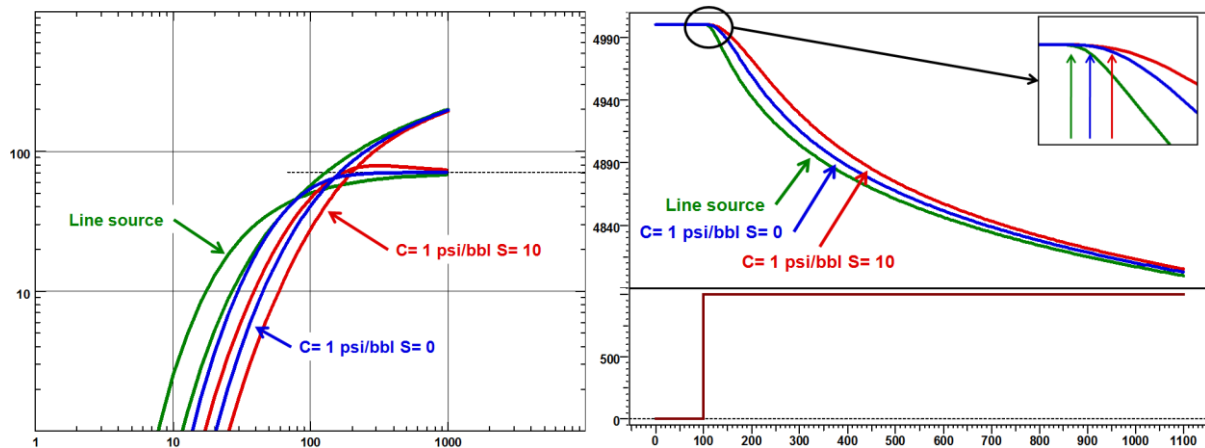 100
10
1
10
100
1000
Line source
C= 1 psi/bbl S= 10
C= 1 psi/bbl S= 0
4990
4940
4890
4840
Line source
C= 1 psi/bbl S= 0
C= 1 psi/bbl S= 10
500
0
0 100 200 300 400 500 600 700 800 900 1000 1100